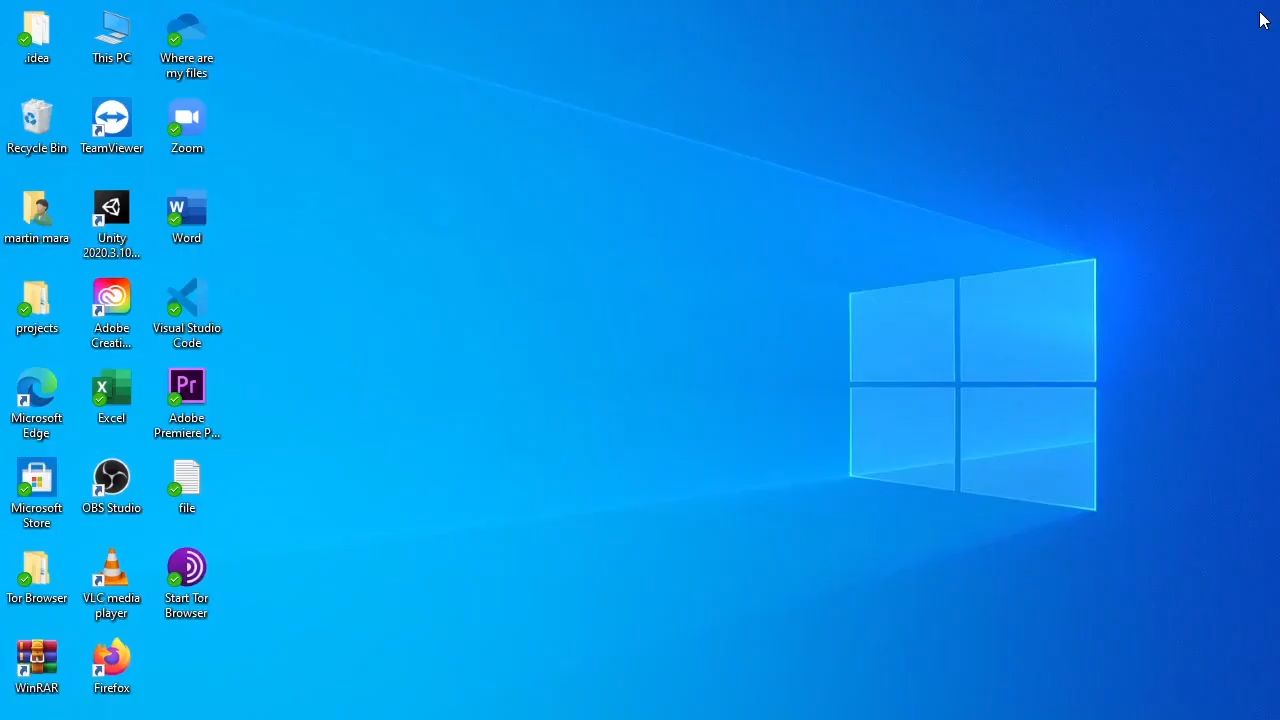 .idea
This PC
Where are
my files
Recycle Bin
TeamViewer
Zoom
martin mara
Unity
2020.3.10...
W
Word
projects
Adobe
Creati...
Visual Studio
Code
Microsoft
Edge
X
Excel
Pr
Adobe
Premiere P...
Microsoft
Store
OBS Studio
file
Tor Browser
VLC media
player
Start Tor
Browser
WinRAR
Firefox